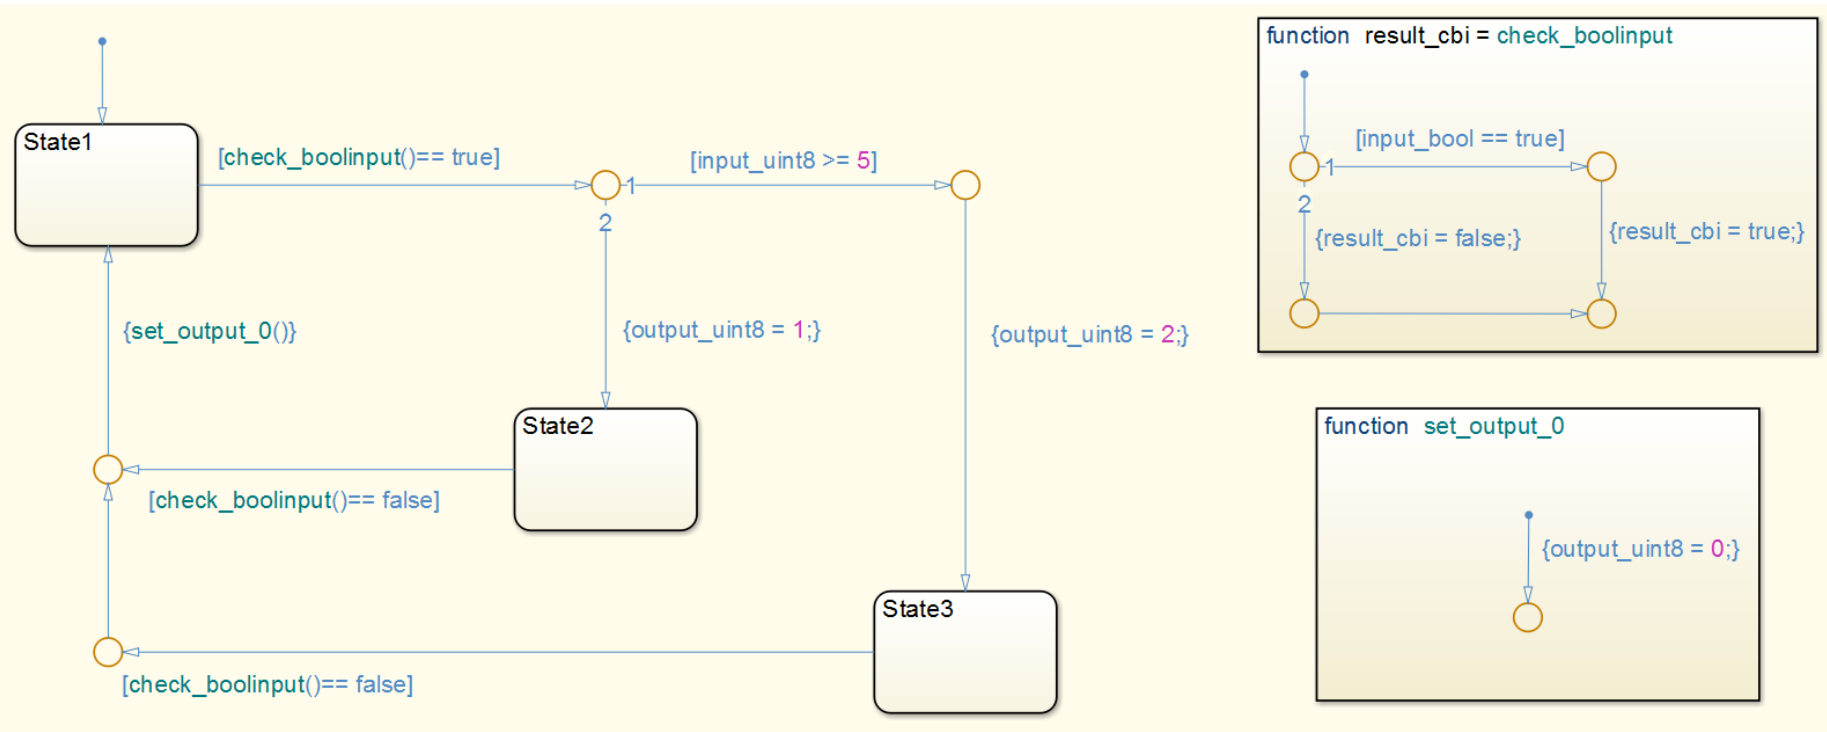 State1
[check_boolinput()== true]
1
[input_uint8 >= 5]
2
{set_output_0()}
{output_uint8 = 1;}
{output_uint8 = 2;}
State2
[check_boolinput()== false]
State3
[check_boolinput()== false]
function result_cbi = check_boolinput
[input_bool == true]
1
2
{result_cbi = false;}
{result_cbi = true;}
function set_output_0
{output_uint8 = 0;}